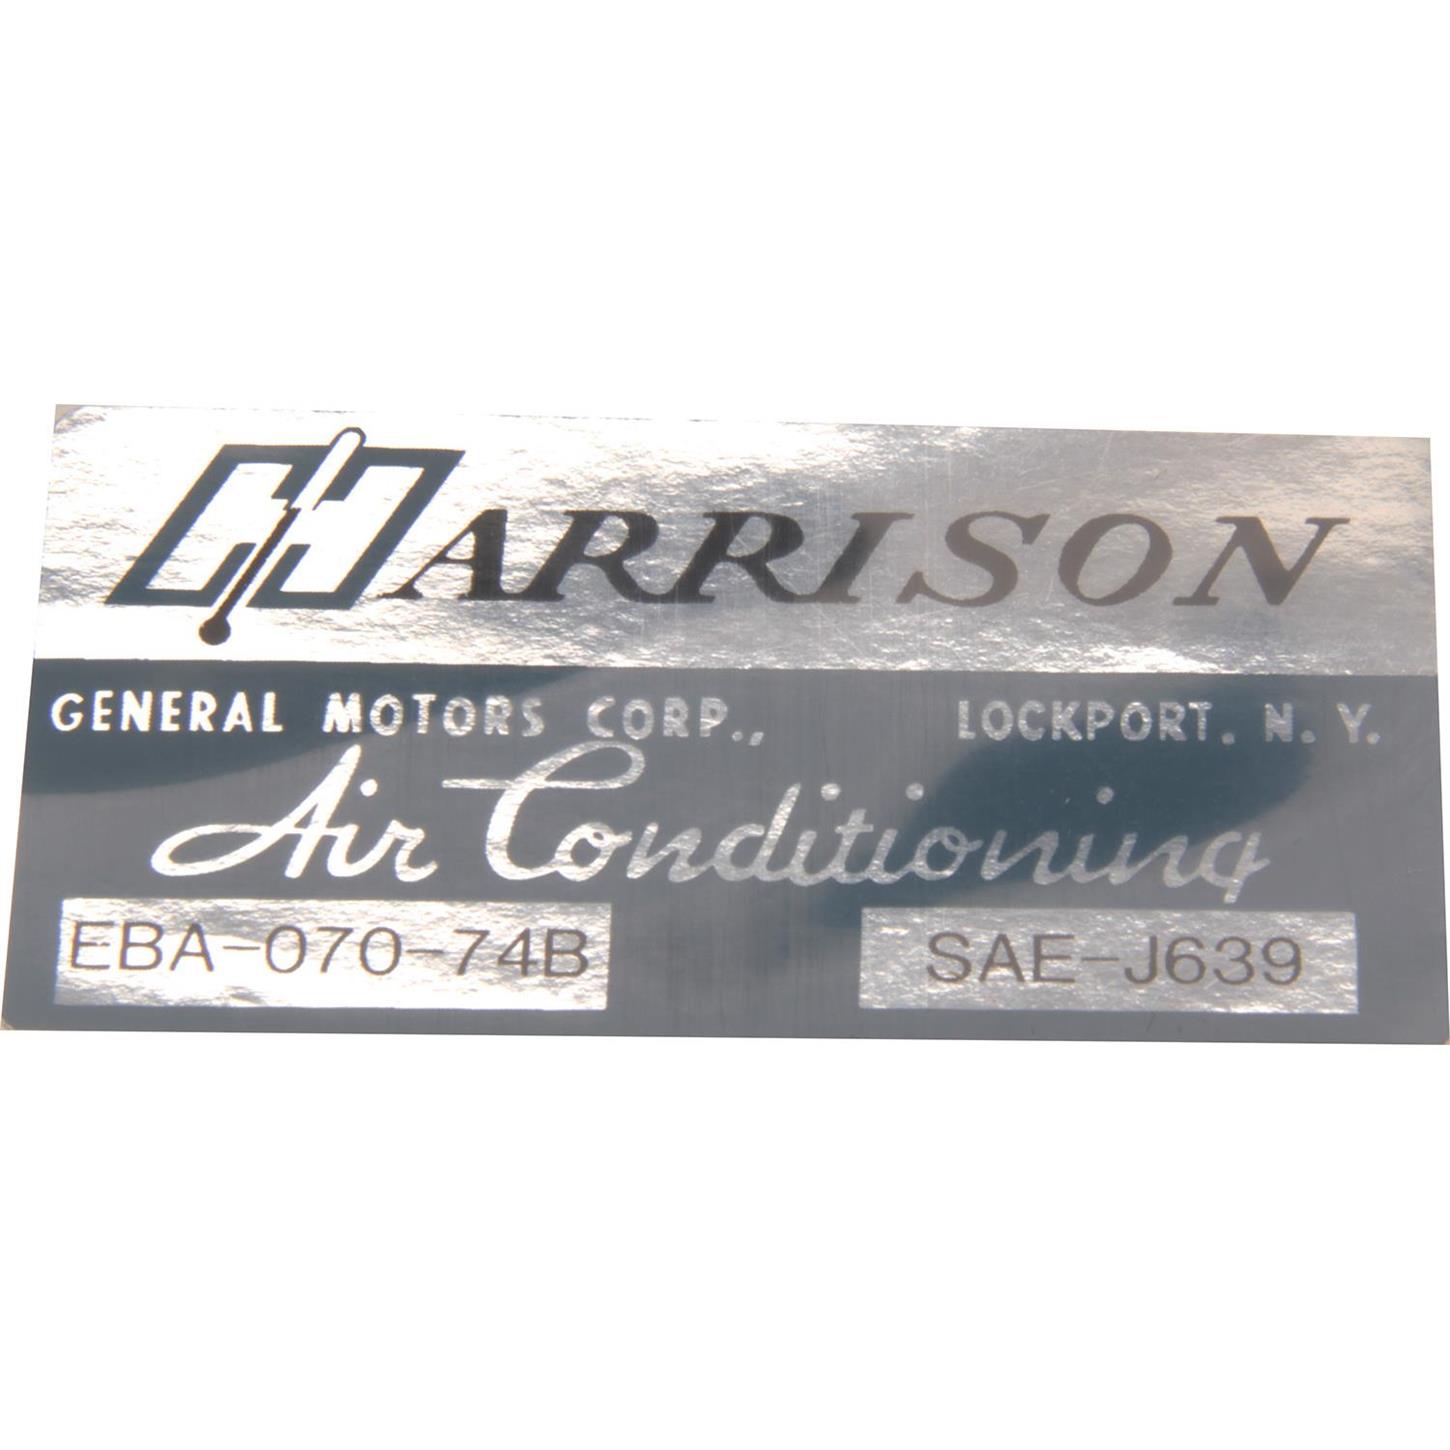 HARRISON
GENERAL MOTORS CORP., LOCKPORT. N. Y.
Air Conditioning
EBA-070-74B SAE-J639